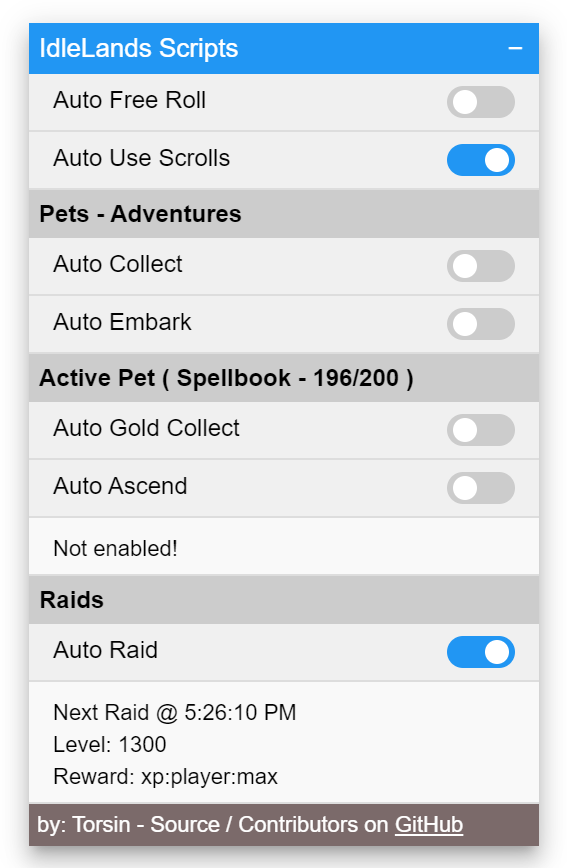 IdleLands Scripts −
Auto Free Roll
Auto Use Scrolls
Pets - Adventures
Auto Collect
Auto Embark
Active Pet ( Spellbook - 196/200 )
Auto Gold Collect
Auto Ascend
Not enabled!
Raids
Auto Raid
Next Raid @ 5:26:10 PM
Level: 1300
Reward: xp:player:max
by: Torsin - Source / Contributors on GitHub